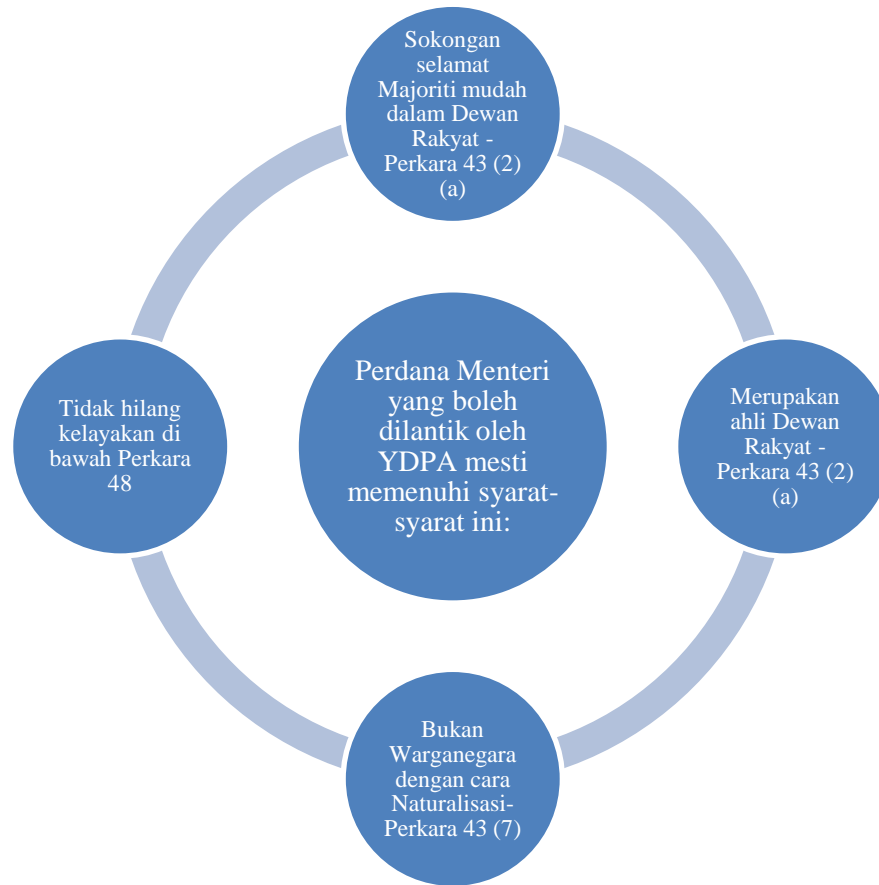 Sokongan
selamat
Majoriti mudah
dalam Dewan
Rakyat -
Perkara 43 (2)
(a)
Perdana Menteri
yang boleh
dilantik oleh
YDPA mesti
memenuhi syarat-
syarat ini:
Merupakan
ahli Dewan
Rakyat -
Perkara 43 (2)
(a)
Bukan
Warganegara
dengan cara
Naturalisasi-
Perkara 43 (7)
Tidak hilang
kelayakan di
bawah Perkara
48